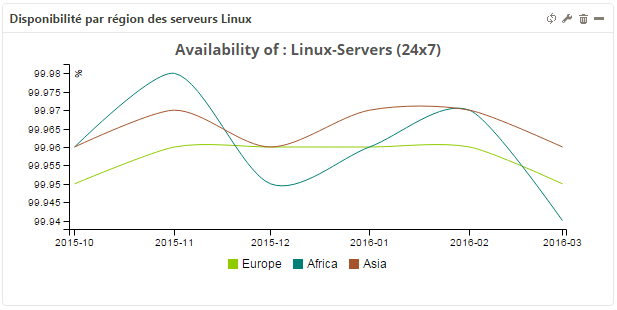 Disponibilité par région des serveurs Linux
Availability of : Linux-Servers (24x7)
%
99.98
99.975
99.97
99.965
99.96
99.955
99.95
99.945
99.94
2015-10 2015-11 2015-12 2016-01 2016-02 2016-03
Europe Africa Asia